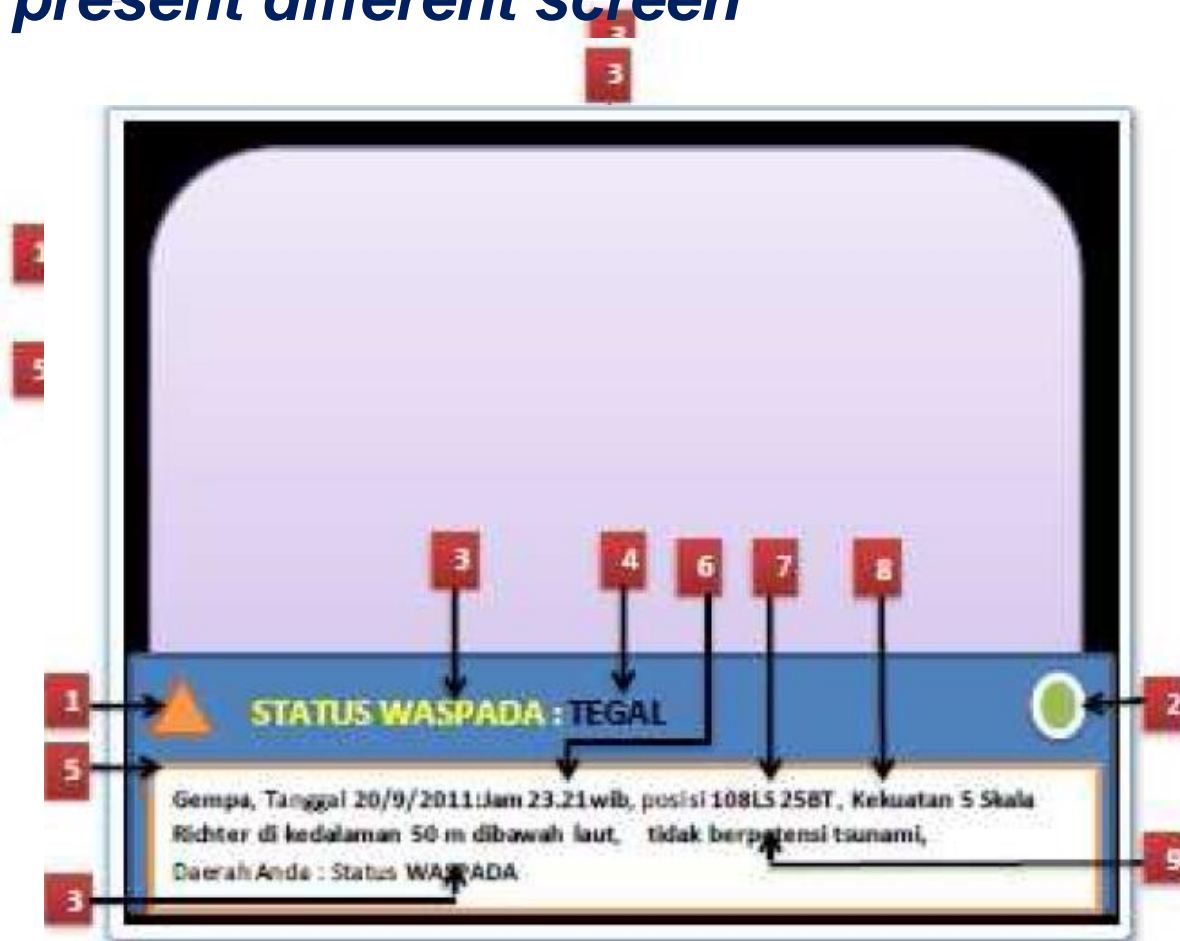 present different screen
3
3
1
5
3 4 6 7 8
1
STATUS WASPADA : TEGAL
2
5
Gempa, Tanggal 20/9/2011:Jam 23.21wib, posisi 108LS 25BT, Kekuatan 5 Skala
Richter di kedalaman 50 m dibawah laut, tidak berpotensi tsunami,
9
Daerah Anda : Status WASPADA
3